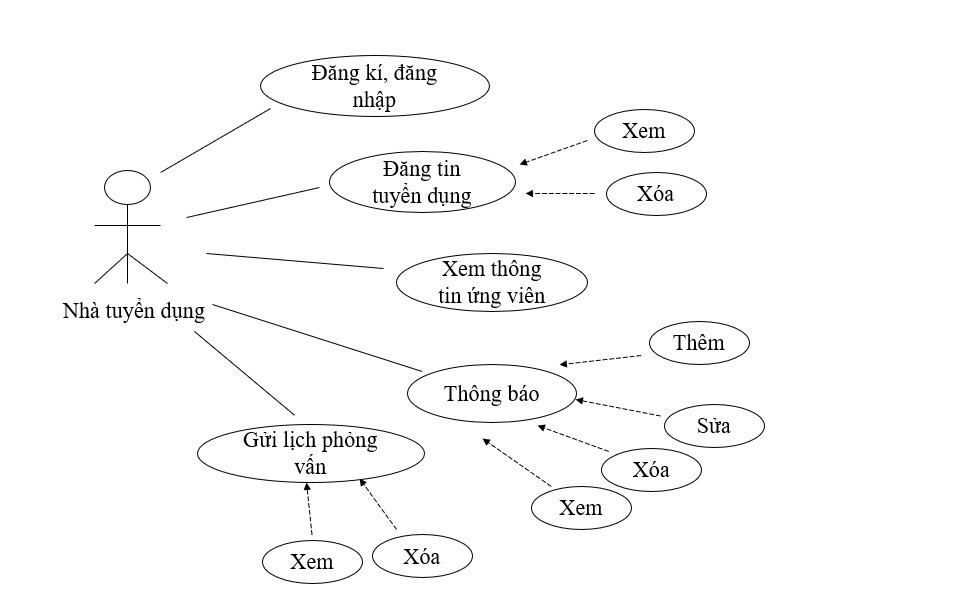 Đăng kí, đăng
nhập
Xem
Đăng tin
tuyển dụng
Xóa
Xem thông
tin ứng viên
Nhà tuyển dụng
Thêm
Thông báo
Sửa
Gửi lịch phỏng
vấn
Xóa
Xem
Xem
Xóa